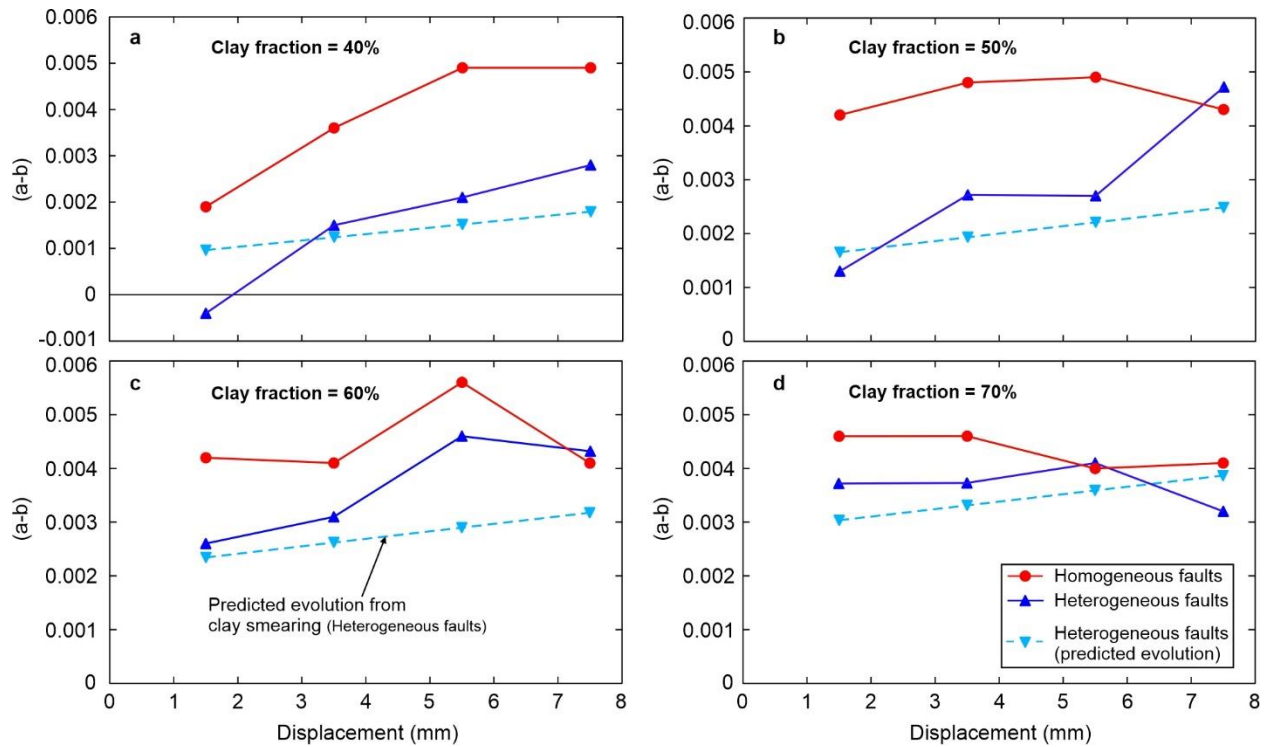 a
Clay fraction = 40%
0.006
0.005
0.004
0.003
0.002
0.001
0
-0.001
(a-b)
b
Clay fraction = 50%
0.006
0.005
0.004
0.003
0.002
0.001
0
(a-b)
c
Clay fraction = 60%
0.006
0.005
0.004
0.003
0.002
0.001
0
(a-b)
Predicted evolution from
clay smearing (Heterogeneous faults)
0 1 2 3 4 5 6 7 8
Displacement (mm)
d
Clay fraction = 70%
0.006
0.005
0.004
0.003
0.002
0.001
0
(a-b)
Homogeneous faults
Heterogeneous faults
Heterogeneous faults
(predicted evolution)
0 1 2 3 4 5 6 7 8
Displacement (mm)